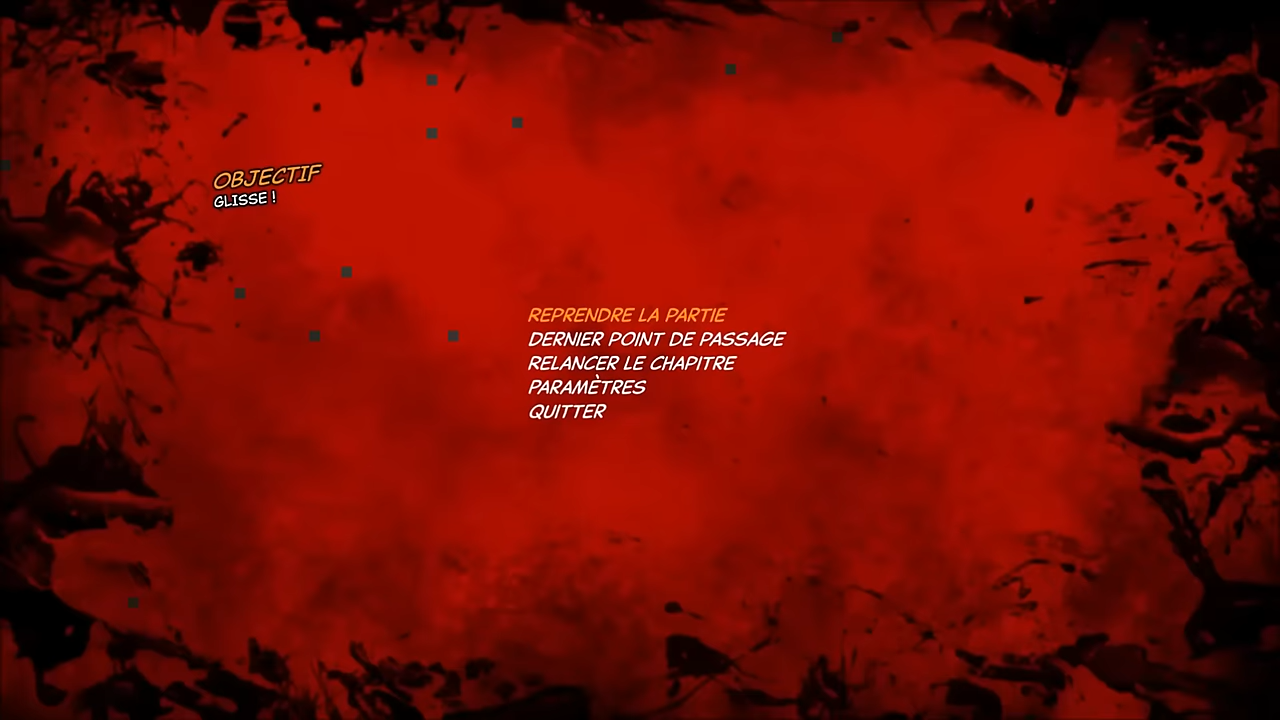 OBJECTIF
GLISSE !
REPRENDRE LA PARTIE
DERNIER POINT DE PASSAGE
RELANCER LE CHAPITRE
PARAMÈTRES
QUITTER